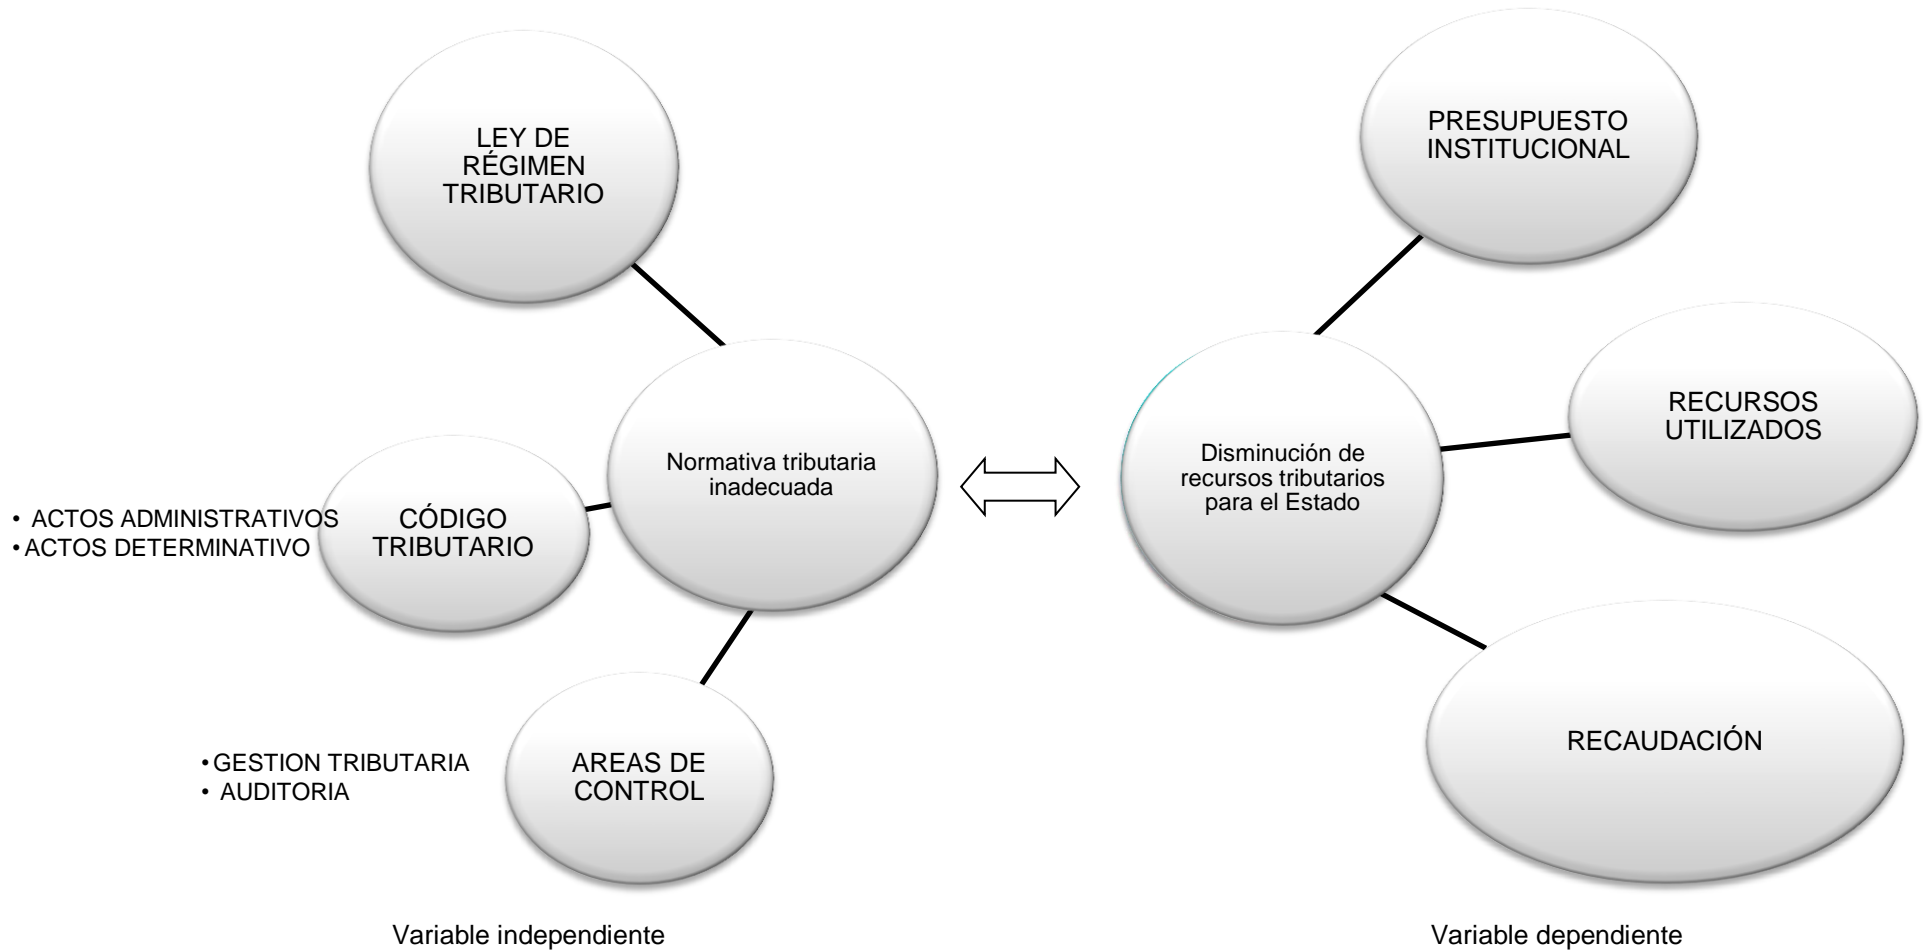 LEY DE
RÉGIMEN
TRIBUTARIO
Normativa tributaria
inadecuada
• ACTOS ADMINISTRATIVOS
• ACTOS DETERMINATIVO
CÓDIGO
TRIBUTARIO
• GESTION TRIBUTARIA
• AUDITORIA
AREAS DE
CONTROL
Variable independiente
PRESUPUESTO
INSTITUCIONAL
RECURSOS
UTILIZADOS
Disminución de
recursos tributarios
para el Estado
RECAUDACIÓN
Variable dependiente